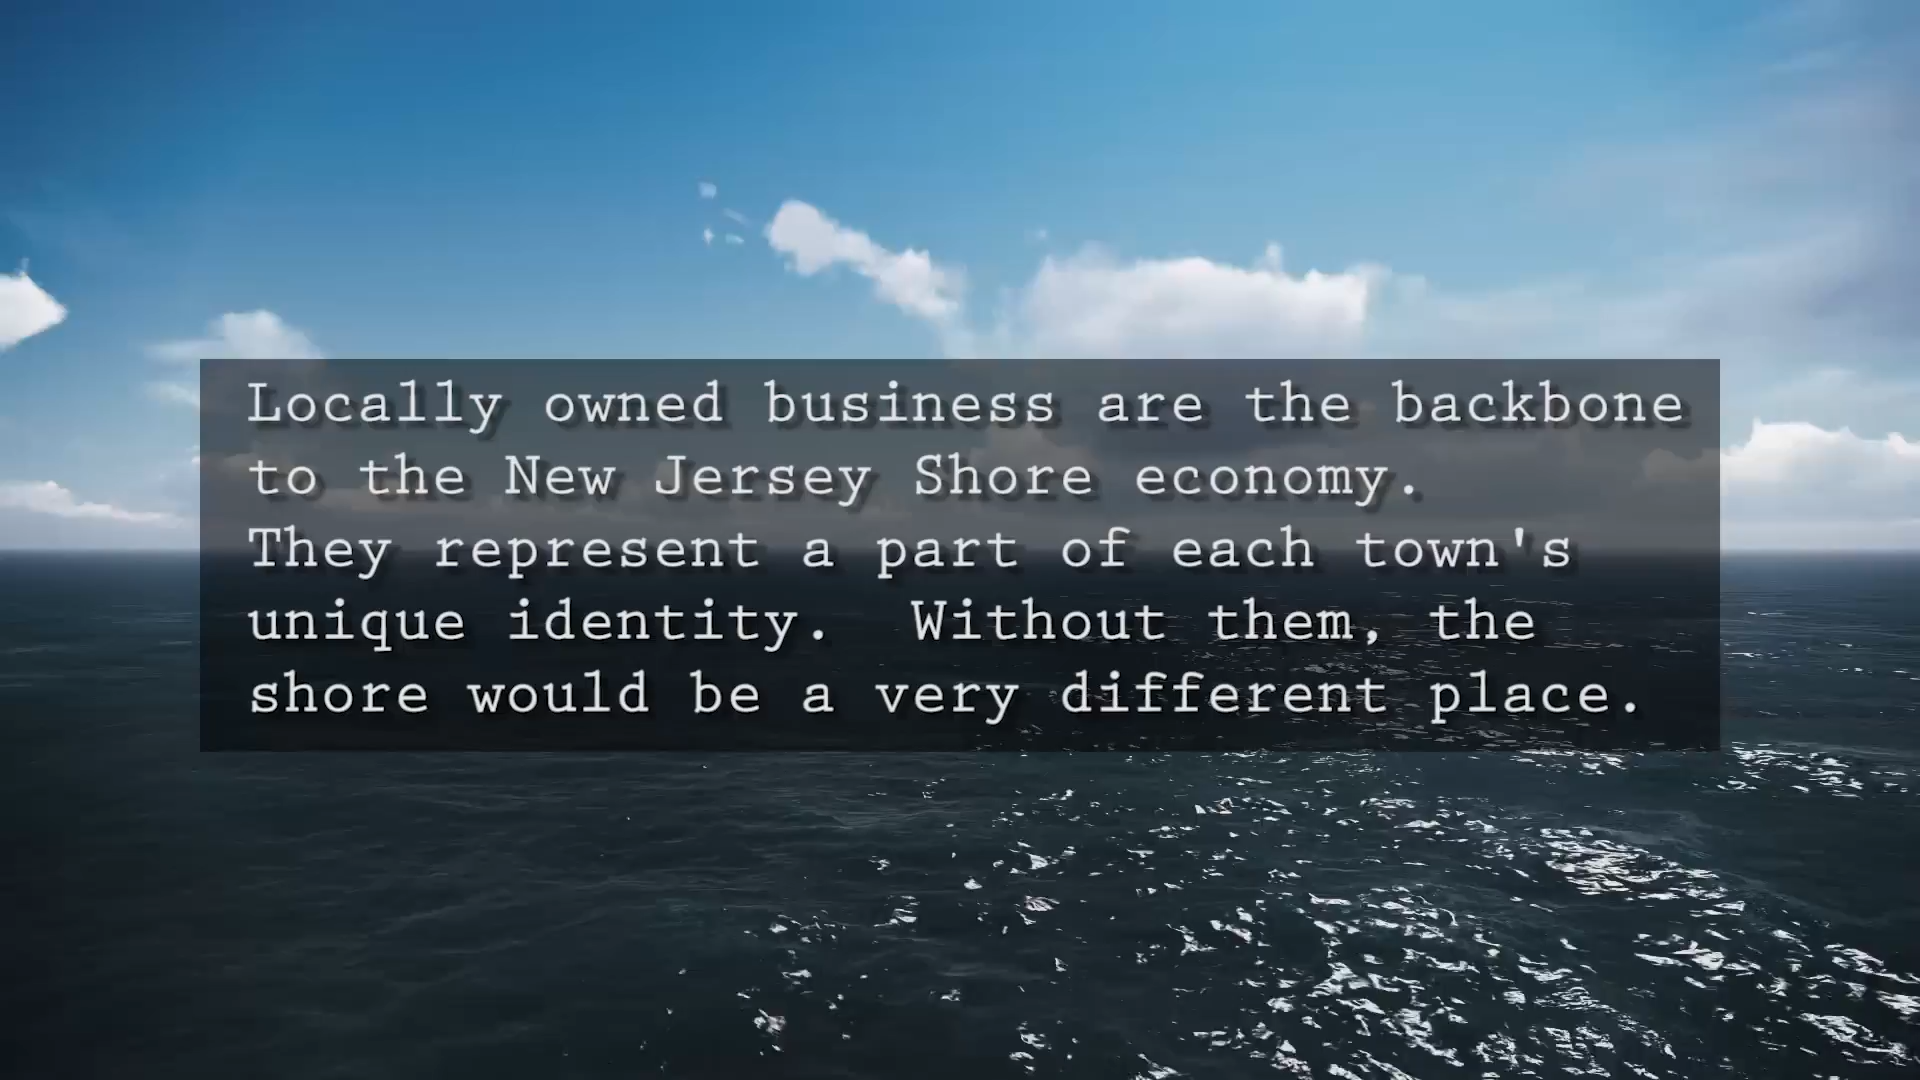 Locally owned business are the backbone
to the New Jersey Shore economy.
They represent a part of each town's
unique identity.  Without them, the
shore would be a very different place.